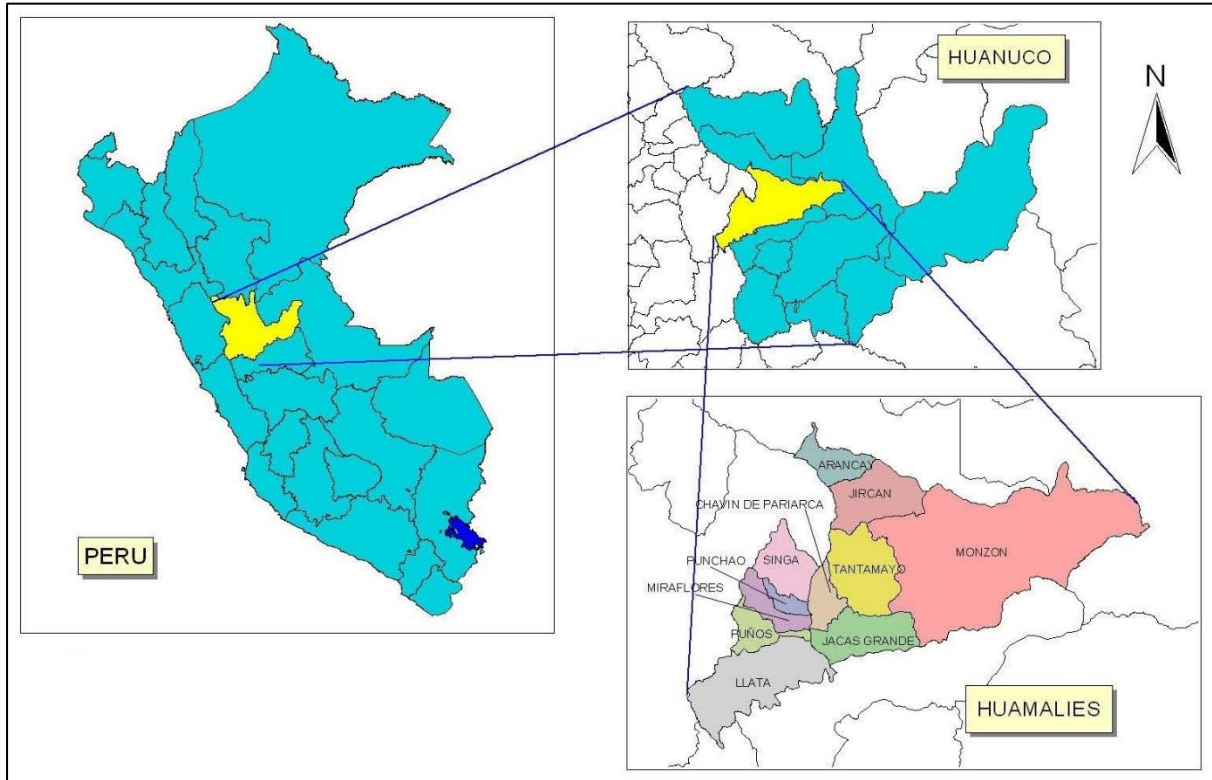 PERU
HUANUCO
N
ARANCAY
JIRCAN
CHAVIN DE PARIARCA
MONZON
PUNCHAO
SINGA
TANTAMAYO
MIRAFLORES
PUÑOS
JACAS GRANDE
LLATA
HUAMALIES